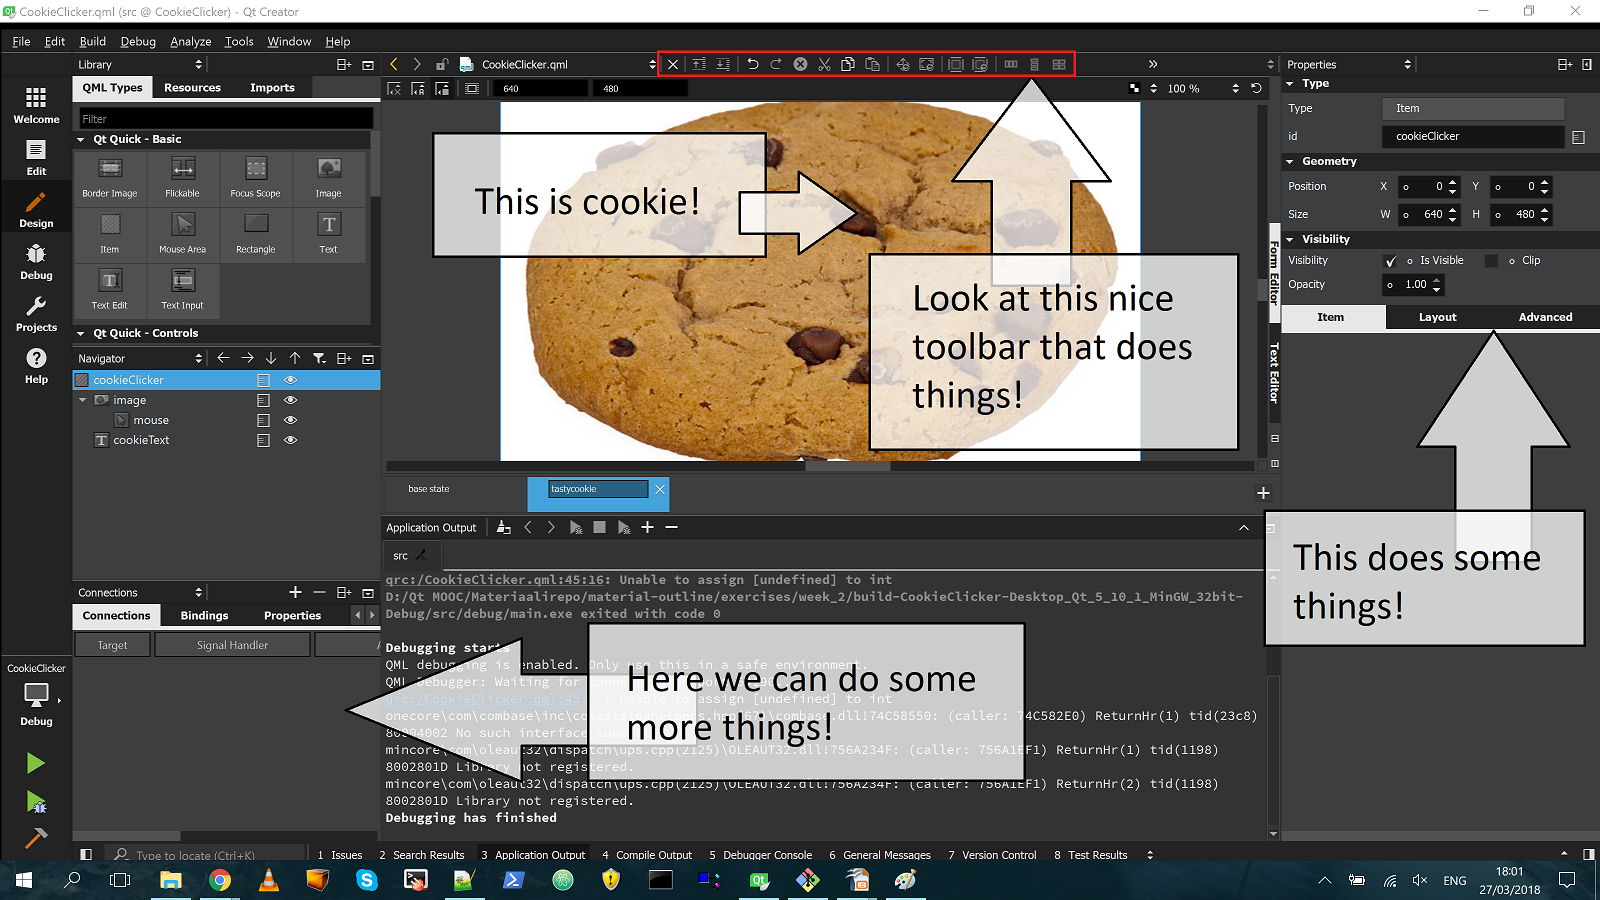 CookieClicker.qml (src @ CookieClicker) - Qt Creator
File Edit Build Debug Analyze Tools Window Help
Library
CookieClicker.qml
Properties
QML Types Resources Imports
640 480
100 %
Filter
Qt Quick - Basic
Border Image Flickable Focus Scope Image
Item Mouse Area Rectangle Text
Text Edit Text Input
Qt Quick - Controls
Welcome
Edit
Design
Debug
Projects
Help
Navigator
cookieClicker
image
mouse
cookieText
This is cookie!
Look at this nice
toolbar that does
things!
Form Editor
Text Editor
Type
Type Item
id cookieClicker
Geometry
Position X 0 Y 0
Size W 640 H 480
Visibility
Visibility Is Visible Clip
Opacity 1.00
Item Layout Advanced
This does some
things!
base state tastycookie
Application Output
src
qrc:/CookieClicker.qml:45:16: Unable to assign [undefined] to int
D:/Qt MOOC/Materiaalirepo/material-outline/exercises/week_2/build-CookieClicker-Desktop_Qt_5_10_1_MinGW_32bit-
Debug/src/debug/main.exe exited with code 0
Debugging starts
QML debugging is enabled. Only use this in a safe environment.
QML Debugger: Waiting for
qrc:/CookieClicker.qml:45: Unable to assign [undefined] to int
onecore\com\combase\inc\ \combase.dll!74C58550: (caller: 74C582E0) ReturnHr(1) tid(23c8)
80004002 No such interface
mincore\com\oleaut32\dispatch\ups.cpp(2125)\OLEAUT32.dll!756A234F: (caller: 756A1EF1) ReturnHr(1) tid(1198)
8002801D Library not registered.
mincore\com\oleaut32\dispatch\ups.cpp(2125)\OLEAUT32.dll!756A234F: (caller: 756A1EF1) ReturnHr(2) tid(1198)
8002801D Library not registered.
Debugging has finished
Here we can do some
more things!
Connections
Connections Bindings Properties
Target Signal Handler
CookieClicker
Debug
Type to locate (Ctrl+K)
1 Issues 2 Search Results 3 Application Output 4 Compile Output 5 Debugger Console 6 General Messages 7 Version Control 8 Test Results
ENG
18:01
27/03/2018